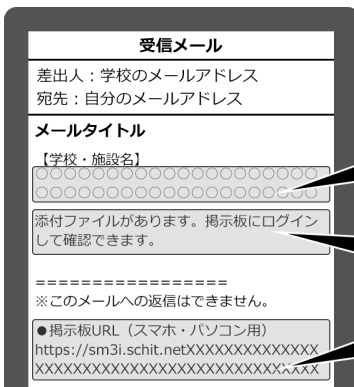 受信メール
差出人：学校のメールアドレス
宛先：自分のメールアドレス
メールタイトル
【学校・施設名】
○○○○○○○○○○○○○○○○○○
○○○○○○○○○○○○○○○○○○
添付ファイルがあります。掲示板にログイン
して確認できます。
=================
※このメールへの返信はできません。
●掲示板URL（スマホ・パソコン用）
https://sm3i.schit.netXXXXXXXXXXXXXX
XXXXXXXXXXXXXXXXXXXXXXXXXXXX